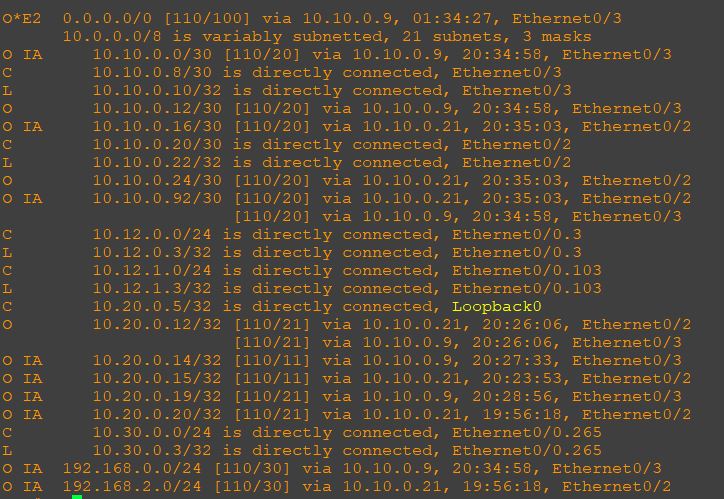 O*E2  0.0.0.0/0 [110/100] via 10.10.0.9, 01:34:27, Ethernet0/3
      10.0.0.0/8 is variably subnetted, 21 subnets, 3 masks
O IA     10.10.0.0/30 [110/20] via 10.10.0.9, 20:34:58, Ethernet0/3
C        10.10.0.8/30 is directly connected, Ethernet0/3
L        10.10.0.10/32 is directly connected, Ethernet0/3
O        10.10.0.12/30 [110/20] via 10.10.0.9, 20:34:58, Ethernet0/3
O IA     10.10.0.16/30 [110/20] via 10.10.0.21, 20:35:03, Ethernet0/2
C        10.10.0.20/30 is directly connected, Ethernet0/2
L        10.10.0.22/32 is directly connected, Ethernet0/2
O        10.10.0.24/30 [110/20] via 10.10.0.21, 20:35:03, Ethernet0/2
O IA     10.10.0.92/30 [110/20] via 10.10.0.21, 20:35:03, Ethernet0/2
                       [110/20] via 10.10.0.9, 20:34:58, Ethernet0/3
C        10.12.0.0/24 is directly connected, Ethernet0/0.3
L        10.12.0.3/32 is directly connected, Ethernet0/0.3
C        10.12.1.0/24 is directly connected, Ethernet0/0.103
L        10.12.1.3/32 is directly connected, Ethernet0/0.103
C        10.20.0.5/32 is directly connected, Loopback0
O        10.20.0.12/32 [110/21] via 10.10.0.21, 20:26:06, Ethernet0/2
                       [110/21] via 10.10.0.9, 20:26:06, Ethernet0/3
O IA     10.20.0.14/32 [110/11] via 10.10.0.9, 20:27:33, Ethernet0/3
O IA     10.20.0.15/32 [110/11] via 10.10.0.21, 20:23:53, Ethernet0/2
O IA     10.20.0.19/32 [110/21] via 10.10.0.9, 20:28:56, Ethernet0/3
O IA     10.20.0.20/32 [110/21] via 10.10.0.21, 19:56:18, Ethernet0/2
C        10.30.0.0/24 is directly connected, Ethernet0/0.265
L        10.30.0.3/32 is directly connected, Ethernet0/0.265
O IA  192.168.0.0/24 [110/30] via 10.10.0.9, 20:34:58, Ethernet0/3
O IA  192.168.2.0/24 [110/30] via 10.10.0.21, 19:56:18, Ethernet0/2